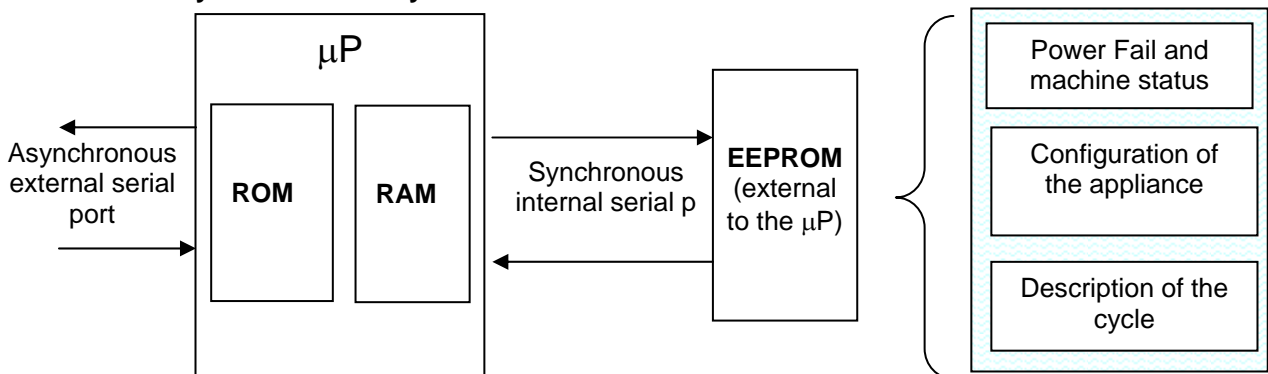 µP
Asynchronous
external serial
port
ROM
RAM
Synchronous
internal serial p
EEPROM
(external
to the µP)
Power Fail and
machine status
Configuration of
the appliance
Description of the
cycle